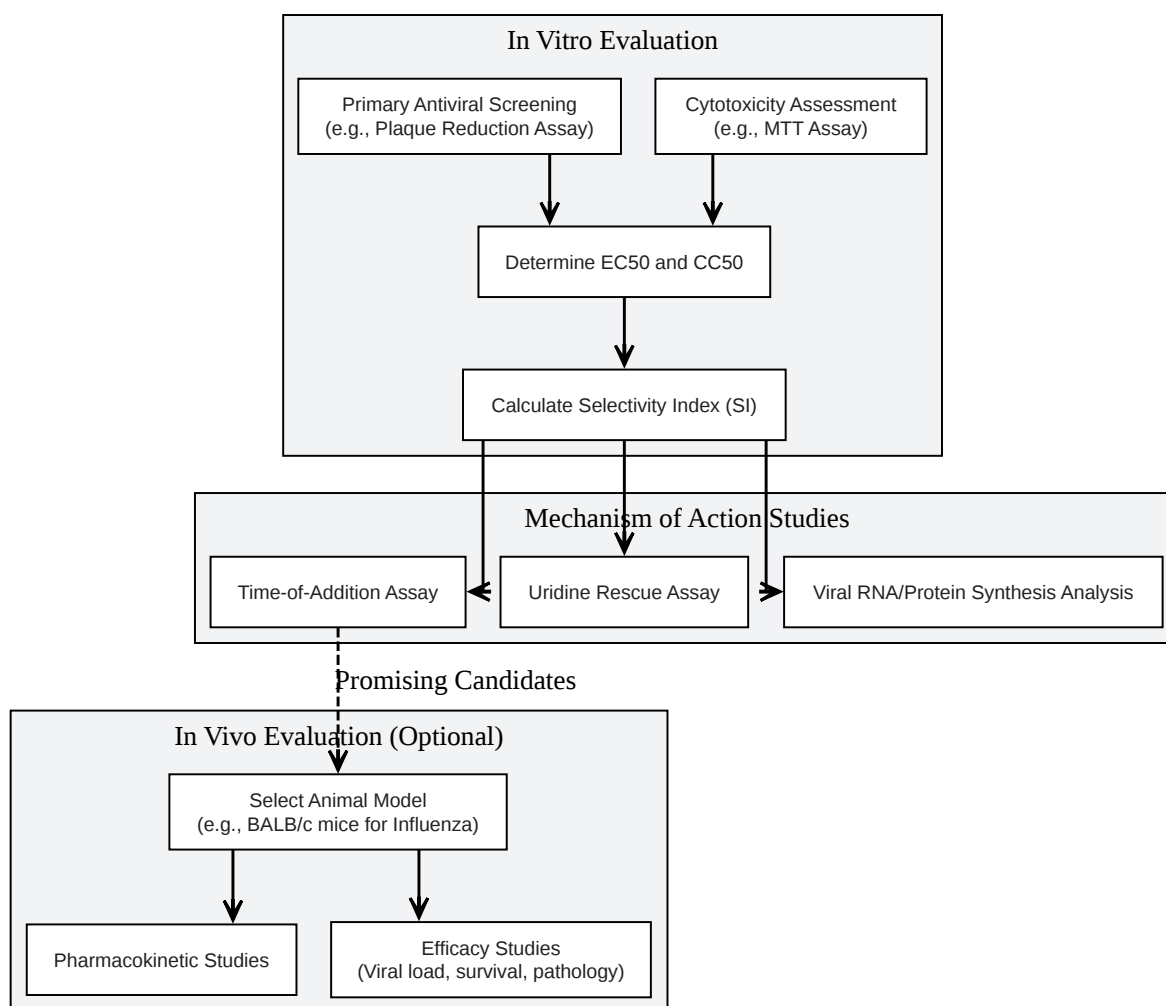 In Vitro Evaluation
Primary Antiviral Screening
(e.g., Plaque Reduction Assay)
Cytotoxicity Assessment
(e.g., MTT Assay)
Determine EC50 and CC50
Calculate Selectivity Index (SI)
Mechanism of Action Studies
Time-of-Addition Assay
Uridine Rescue Assay
Viral RNA/Protein Synthesis Analysis
Promising Candidates
In Vivo Evaluation (Optional)
Select Animal Model
(e.g., BALB/c mice for Influenza)
Pharmacokinetic Studies
Efficacy Studies
(Viral load, survival, pathology)